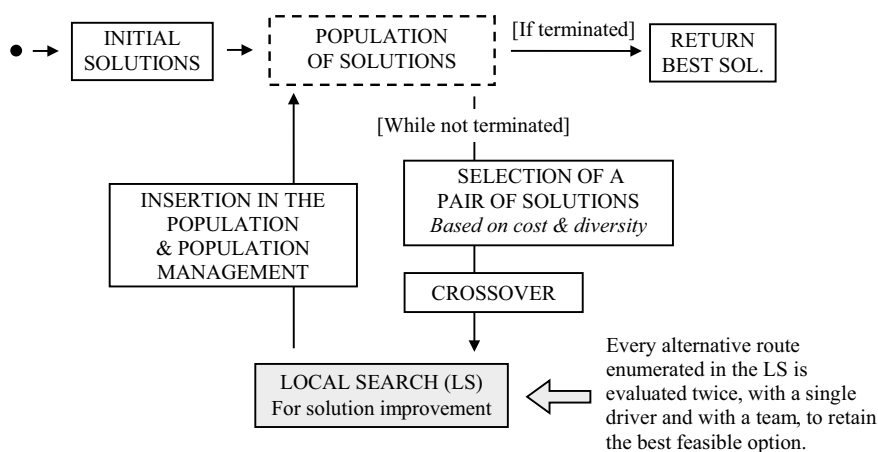 INITIAL
SOLUTIONS
POPULATION
OF SOLUTIONS
[If terminated]
RETURN
BEST SOL.
[While not terminated]
SELECTION OF A
PAIR OF SOLUTIONS
Based on cost & diversity
INSERTION IN THE
POPULATION
& POPULATION
MANAGEMENT
CROSSOVER
LOCAL SEARCH (LS)
For solution improvement
Every alternative route
enumerated in the LS is
evaluated twice, with a single
driver and with a team, to retain
the best feasible option.